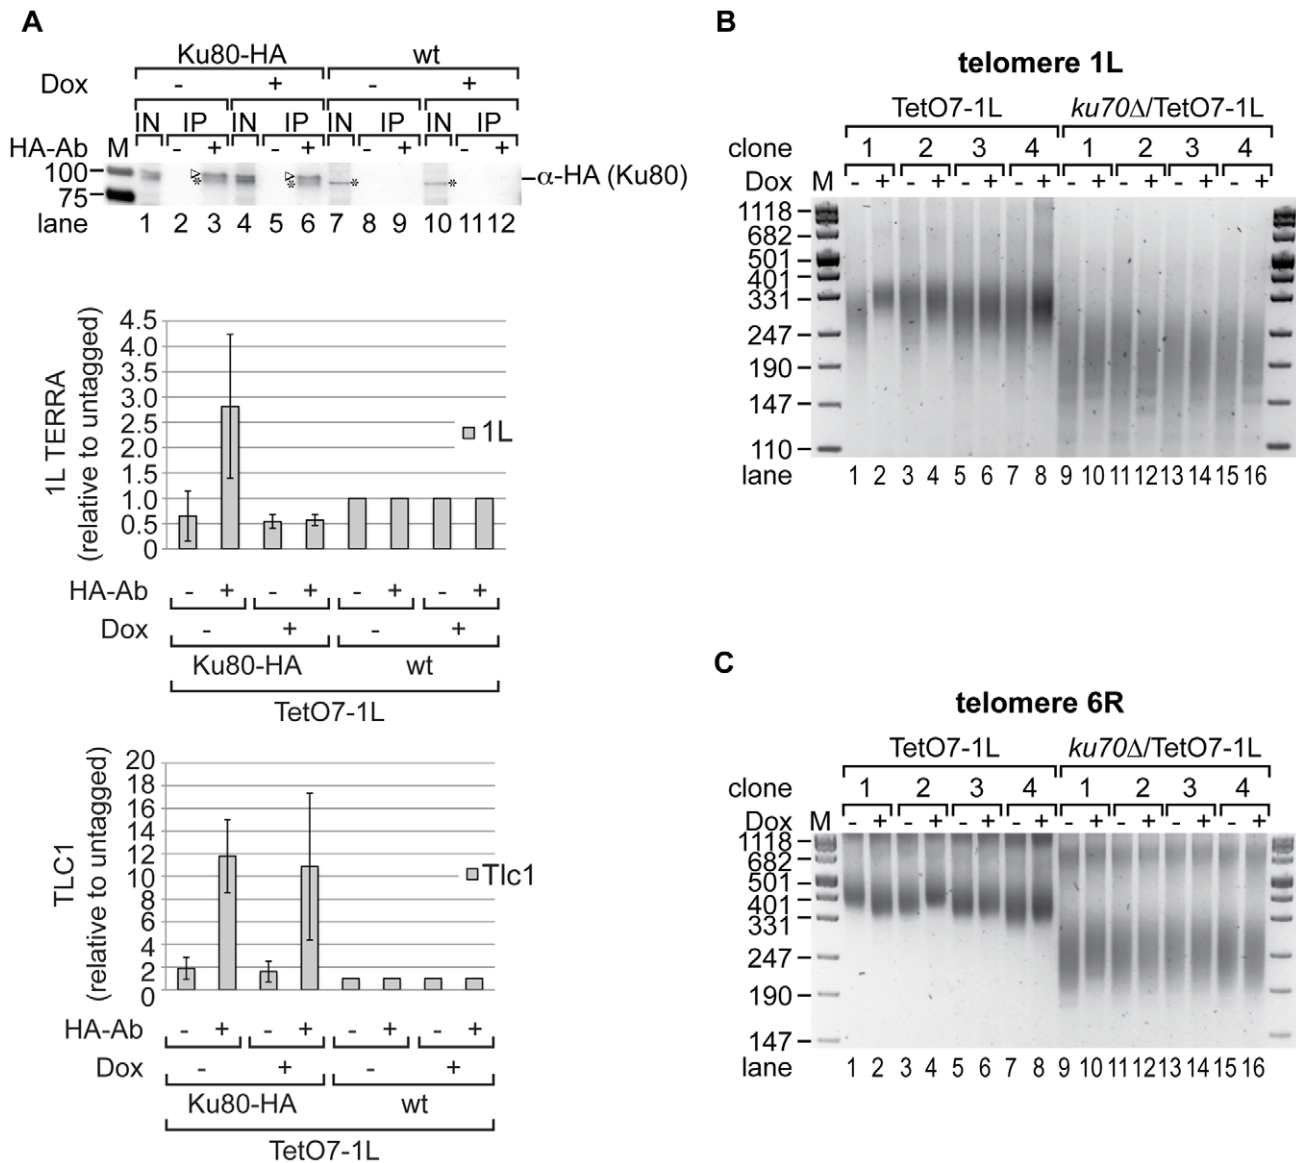 A
Ku80-HA wt
Dox - + - +
IN IP IN IP IN IP IN IP
HA-Ab M - + - + - + - +
100
75
* * * *
α-HA (Ku80)
lane 1 2 3 4 5 6 7 8 9 10 11 12
1L TERRA
(relative to untagged)
4.5
4.0
3.5
3.0
2.5
2.0
1.5
1.0
0.5
0
1L
HA-Ab - + - + - + - +
Dox - + - +
Ku80-HA wt
TetO7-1L
TLC1
(relative to untagged)
20
18
16
14
12
10
8
6
4
2
0
Tlc1
HA-Ab - + - + - + - +
Dox - + - +
Ku80-HA wt
TetO7-1L
B
telomere 1L
TetO7-1L ku70Δ/TetO7-1L
clone 1 2 3 4 1 2 3 4
Dox M - + - + - + - + - + - + - + - +
1118
682
501
401
331
247
190
147
110
lane 1 2 3 4 5 6 7 8 9 10 11 12 13 14 15 16
C
telomere 6R
TetO7-1L ku70Δ/TetO7-1L
clone 1 2 3 4 1 2 3 4
Dox M - + - + - + - + - + - + - + - +
1118
682
501
401
331
247
190
147
lane 1 2 3 4 5 6 7 8 9 10 11 12 13 14 15 16